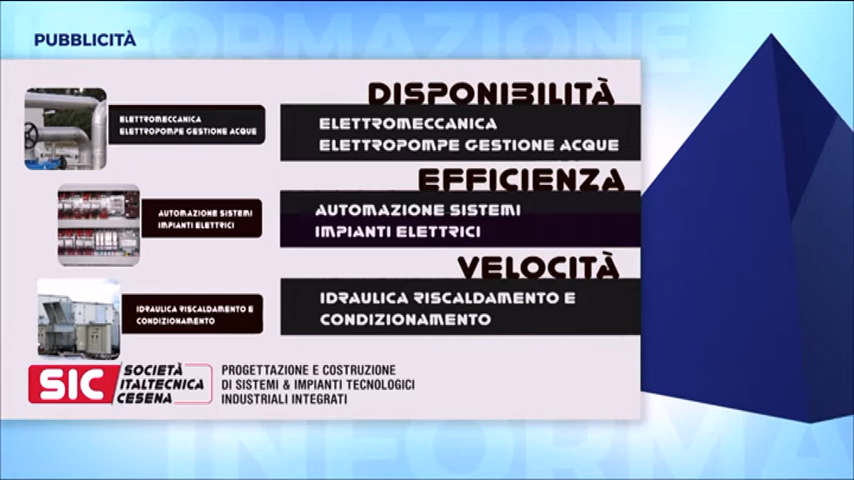 INFORMAZIONE
PUBBLICITÀ
DISPONIBILITÀ
ELETTROMECCANICA
ELETTROPOMPE GESTIONE ACQUE
ELETTROMECCANICA
ELETTROPOMPE GESTIONE ACQUE
EFFICIENZA
AUTOMAZIONE SISTEMI
IMPIANTI ELETTRICI
AUTOMAZIONE SISTEMI
IMPIANTI ELETTRICI
VELOCITÀ
IDRAULICA RISCALDAMENTO E
CONDIZIONAMENTO
IDRAULICA RISCALDAMENTO E
CONDIZIONAMENTO
SIC
SOCIETÀ
ITALTECNICA
CESENA
PROGETTAZIONE E COSTRUZIONE
DI SISTEMI & IMPIANTI TECNOLOGICI
INDUSTRIALI INTEGRATI
INFORMA